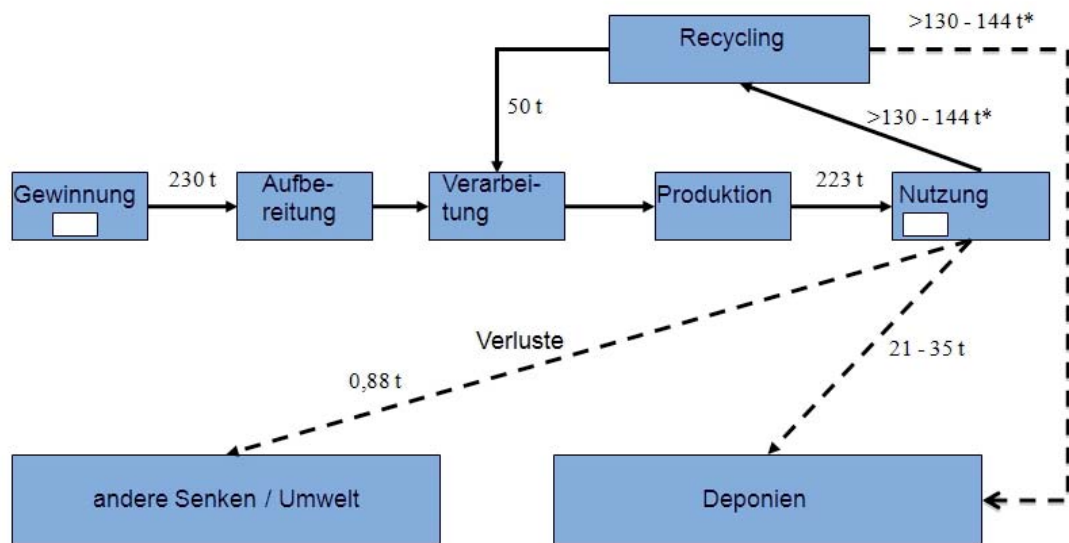 >130 - 144 t*
Recycling
50 t
>130 - 144 t*
Gewinnung
230 t
Aufbe-
reitung
Verarbei-
tung
Produktion
223 t
Nutzung
Verluste
21 - 35 t
0,88 t
andere Senken / Umwelt
Deponien